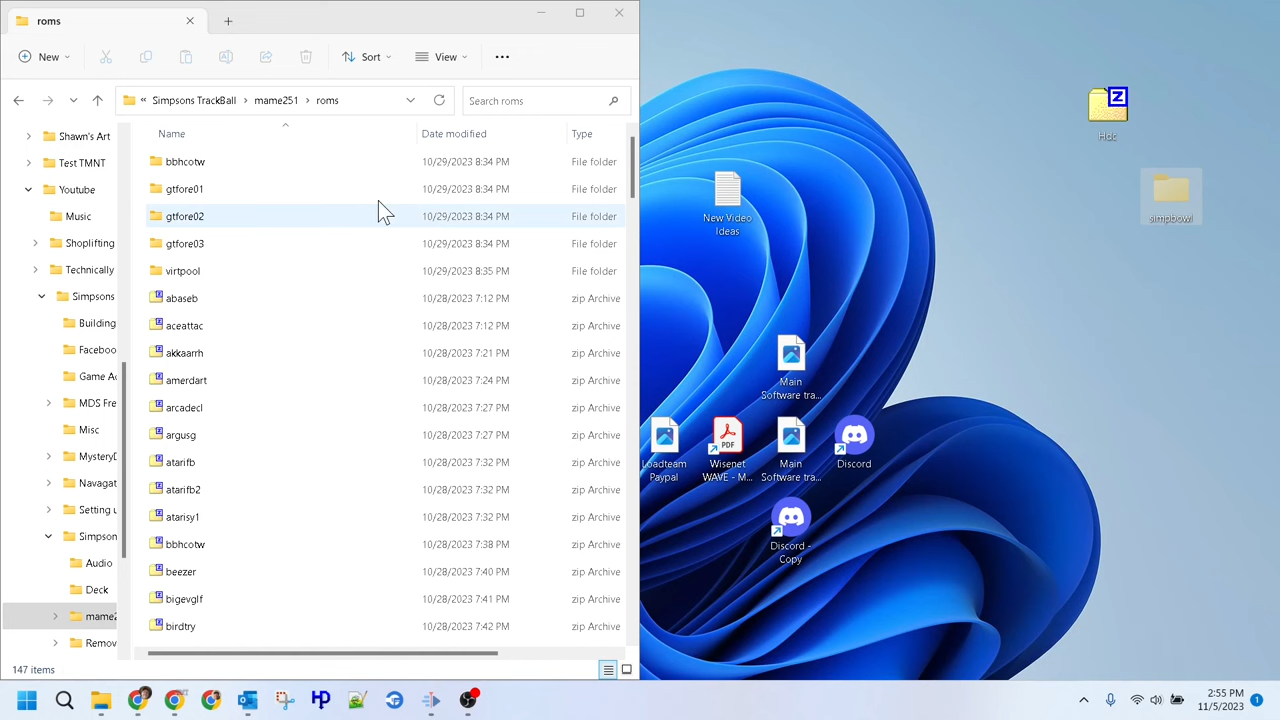 roms
New
Sort
View
« Simpsons TrackBall > mame251 > roms
Search roms
Name Date modified Type
Shawn's Art
Test TMNT
Youtube
Music
Shoplifting
Technically
Simpsons
Building
Faceboo
Game Ac
MDS Fre
Misc
MysteryD
Navagat
Setting u
Simpson
Audio
Deck
mame2
Remov
bbhcotw 10/29/2023 8:34 PM File folder
gtfore01 10/29/2023 8:34 PM File folder
gtfore02 10/29/2023 8:34 PM File folder
gtfore03 10/29/2023 8:34 PM File folder
virtpool 10/29/2023 8:35 PM File folder
abaseb 10/28/2023 7:12 PM zip Archive
aceattac 10/28/2023 7:12 PM zip Archive
akkaarrh 10/28/2023 7:21 PM zip Archive
amerdart 10/28/2023 7:24 PM zip Archive
arcadecl 10/28/2023 7:27 PM zip Archive
argusg 10/28/2023 7:27 PM zip Archive
atarifb 10/28/2023 7:32 PM zip Archive
atarifb2 10/28/2023 7:32 PM zip Archive
atarisy1 10/28/2023 7:32 PM zip Archive
bbhcotw 10/28/2023 7:38 PM zip Archive
beezer 10/28/2023 7:40 PM zip Archive
bigevglf 10/28/2023 7:41 PM zip Archive
birdtry 10/28/2023 7:42 PM zip Archive
147 items
Hdc
simpbowl
New Video
Ideas
Main
Software tra...
Loadteam
Paypal
PDF
Wisenet
WAVE - M...
Main
Software tra...
Discord
Discord -
Copy
2:55 PM
11/5/2023
1